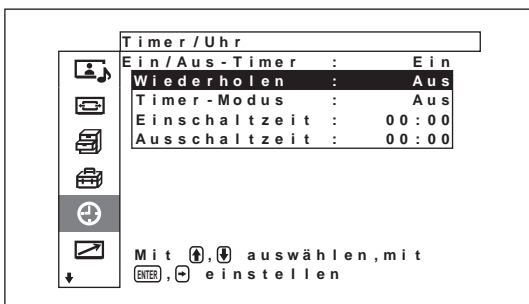 Timer/Uhr
Ein/Aus-Timer : Ein
Wiederholen : Aus
Timer-Modus : Aus
Einschaltzeit : 00:00
Ausschaltzeit : 00:00
Mit ↑,↓ auswählen,mit
ENTER,→ einstellen